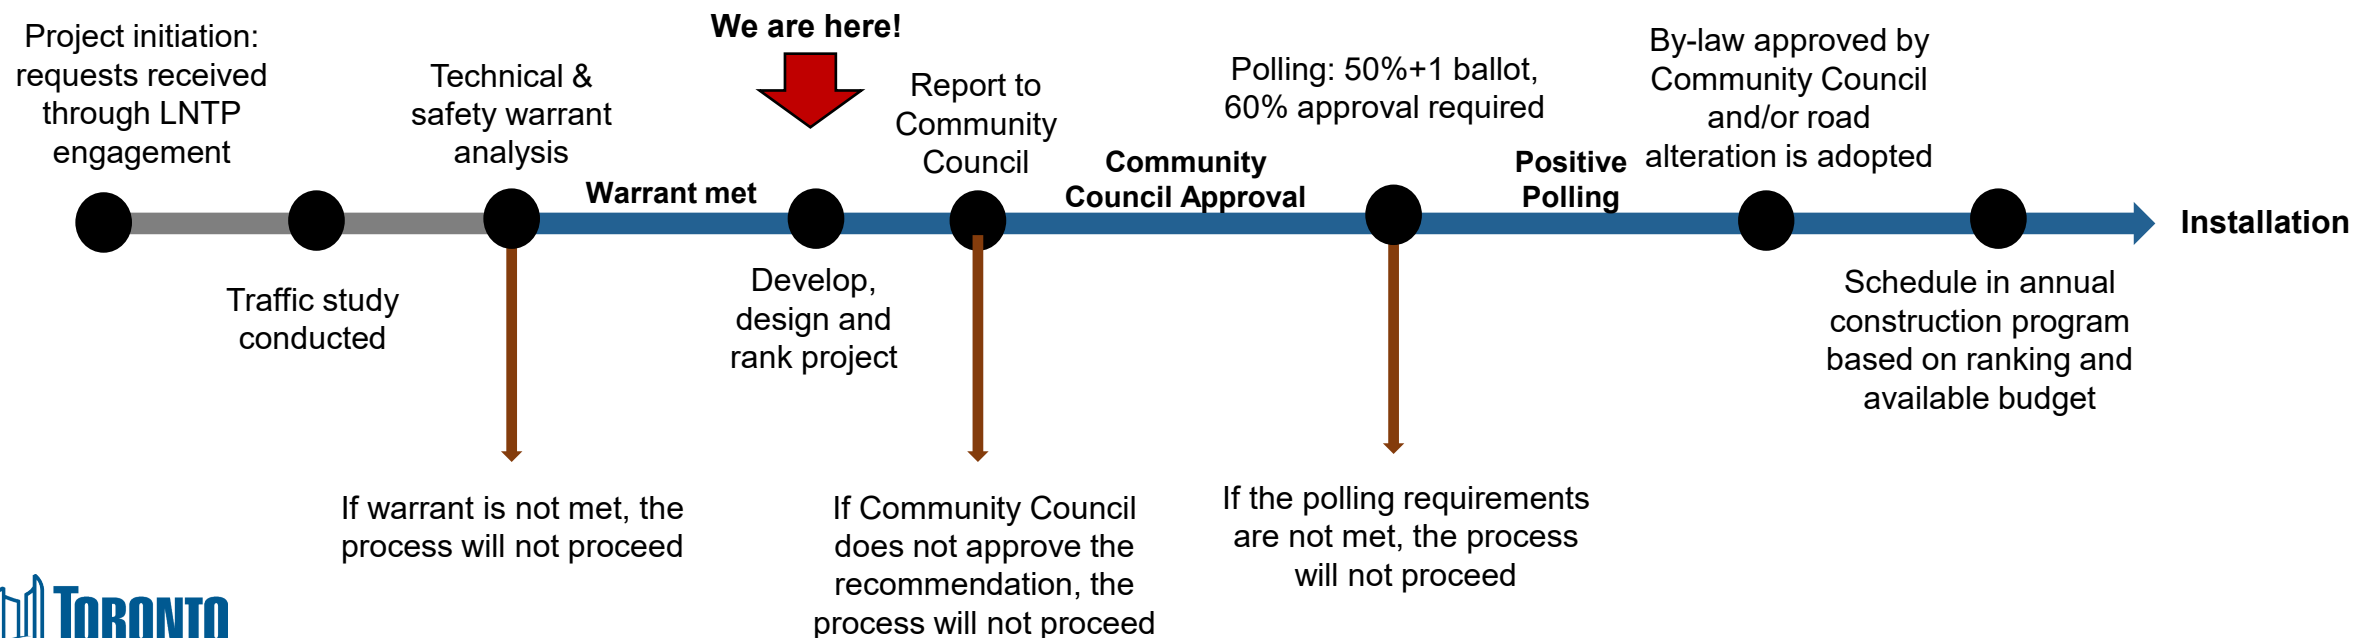 Project initiation:
requests received
through LNTP
engagement
Traffic study
conducted
Technical &
safety warrant
analysis
Warrant met
We are here!
Develop,
design and
rank project
Report to
Community
Council
Community
Council Approval
Polling: 50%+1 ballot,
60% approval required
Positive
Polling
By-law approved by
Community Council
and/or road
alteration is adopted
Schedule in annual
construction program
based on ranking and
available budget
Installation
If warrant is not met, the
process will not proceed
If Community Council
does not approve the
recommendation, the
process will not proceed
If the polling requirements
are not met, the process
will not proceed
TORONTO